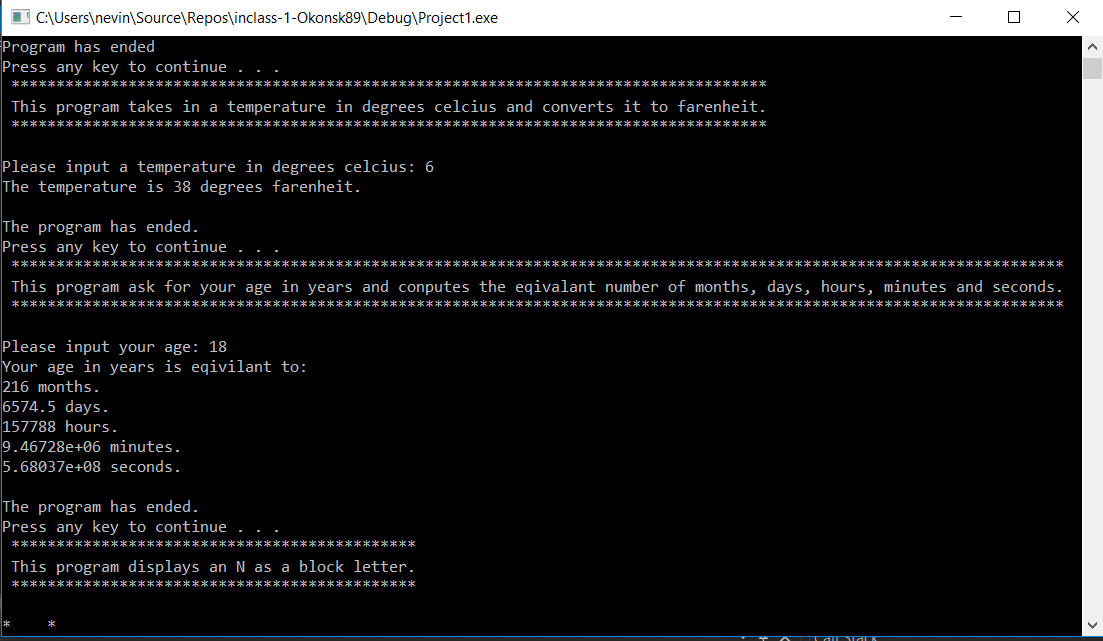 C:\Users\nevin\Source\Repos\inclass-1-Okonsk89\Debug\Project1.exe
Program has ended
Press any key to continue . . .
************************************************************************************
This program takes in a temperature in degrees celcius and converts it to farenheit.
************************************************************************************
Please input a temperature in degrees celcius: 6
The temperature is 38 degrees farenheit.
The program has ended.
Press any key to continue . . .
*********************************************************************************************************************
This program ask for your age in years and conputes the eqivalant number of months, days, hours, minutes and seconds.
*********************************************************************************************************************
Please input your age: 18
Your age in years is eqivilant to:
216 months.
6574.5 days.
157788 hours.
9.46728e+06 minutes.
5.68037e+08 seconds.
The program has ended.
Press any key to continue . . .
*********************************************
This program displays an N as a block letter.
*********************************************
*    *